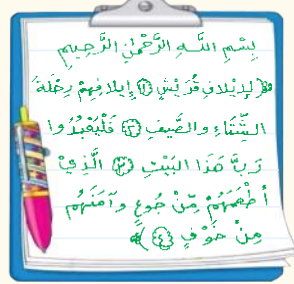 بِسْمِ اللَّهِ الرَّحْمَٰنِ الرَّحِيمِ
﴿لِإِيلَافِ قُرَيْشٍ ۝١ إِيلَافِهِمْ رِحْلَةَ
الشِّتَاءِ وَالصَّيْفِ ۝٢ فَلْيَعْبُدُوا
رَبَّ هَٰذَا الْبَيْتِ ۝٣ الَّذِي
أَطْعَمَهُمْ مِّنْ جُوعٍ وَآمَنَهُم
مِنْ خَوْفٍ ۝٤﴾